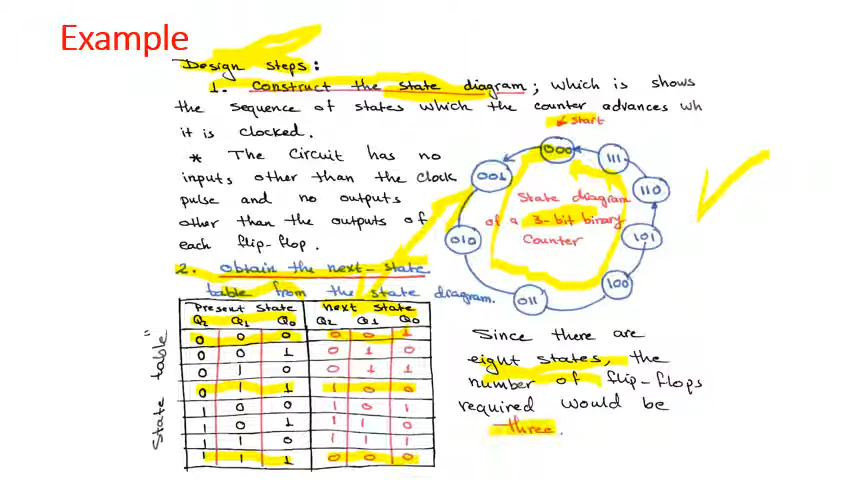 Example
Design steps:
1. Construct the state diagram; which is shows
the sequence of states which the counter advances wh
it is clocked.
* The Circuit has no
inputs other than the clock
pulse and no outputs
other than the outputs of
each flip-flop.
start
000
111
001
110
State diagram
of a 3-bit binary
Counter
010
101
100
011
2. obtain the next-state
table from the state diagram.
State table"
Present State next State
Q2 Q1 Q0 Q2 Q1 Q0
0 0 0 0 0 1
0 0 1 0 1 0
0 1 0 0 1 1
0 1 1 1 0 0
1 0 0 1 0 1
1 0 1 1 1 0
1 1 0 1 1 1
1 1 1 0 0 0
Since there are
eight states, the
number of flip-flops
required would be
three.